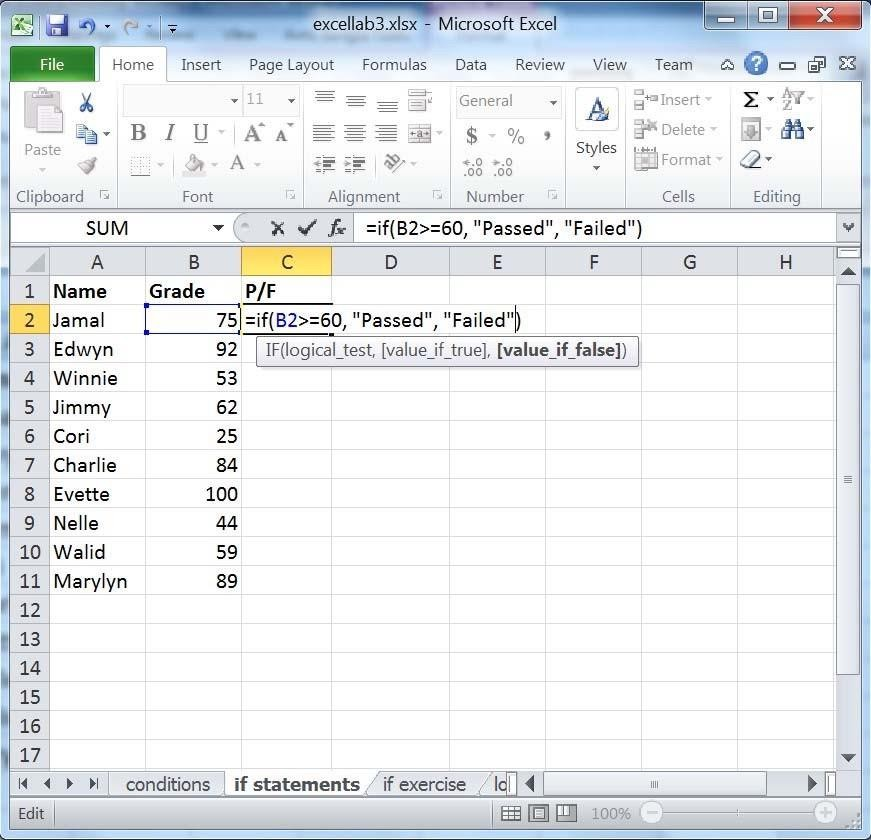 excellab3.xlsx - Microsoft Excel
File Home Insert Page Layout Formulas Data Review View Team
Paste
11
B I U A A
A
General
$ % ,
.0 .00
.00 .0
A
Styles
Insert
Delete
Format
Σ A Z
Clipboard Font Alignment Number Cells Editing
SUM fx =if(B2>=60, "Passed", "Failed")
A B C D E F G H
1 Name Grade P/F
2 Jamal 75 =if(B2>=60, "Passed", "Failed")
IF(logical_test, [value_if_true], [value_if_false])
3 Edwyn 92
4 Winnie 53
5 Jimmy 62
6 Cori 25
7 Charlie 84
8 Evette 100
9 Nelle 44
10 Walid 59
11 Marylyn 89
12
13
14
15
16
17
conditions if statements if exercise
Edit 100%